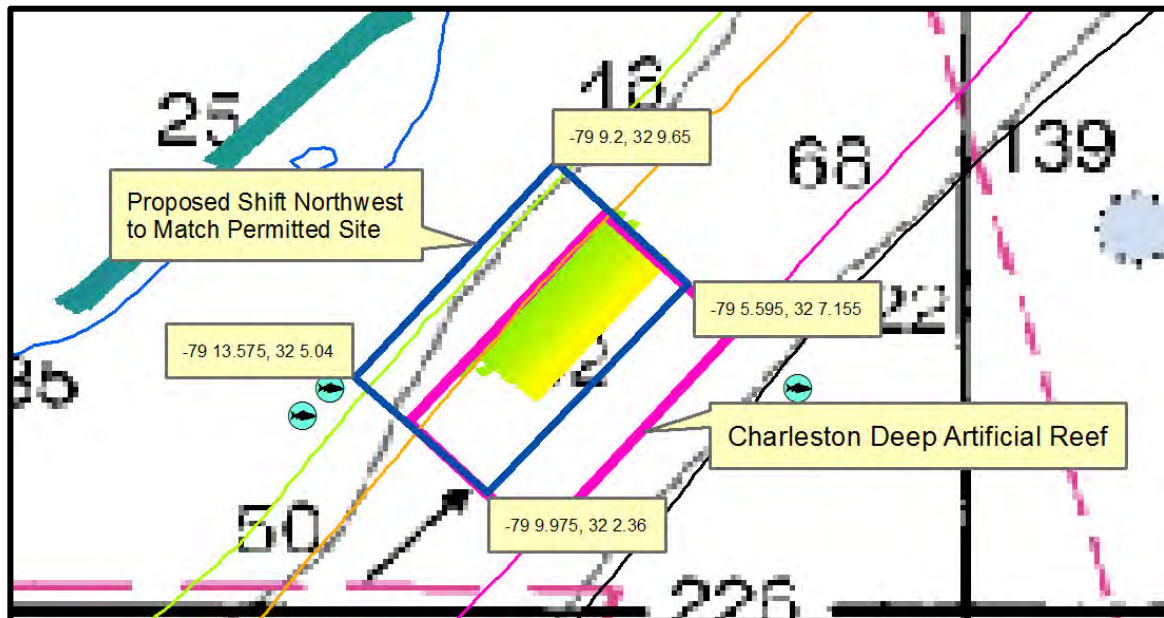 25
16
-79 9.2, 32 9.65
68
139
Proposed Shift Northwest
to Match Permitted Site
-79 5.595, 32 7.155
22
-79 13.575, 32 5.04
Charleston Deep Artificial Reef
50
-79 9.975, 32 2.36
226